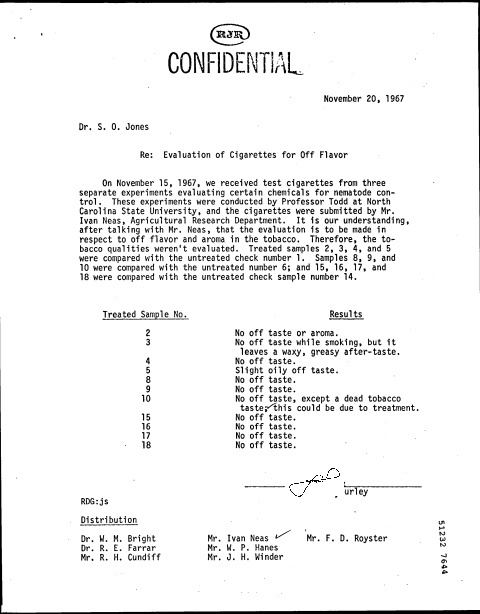 RJR
CONFIDENTIAL
November 20, 1967
Dr. S. O. Jones
Re: Evaluation of Cigarettes for Off Flavor
On November 15, 1967, we received test cigarettes from three
separate experiments evaluating certain chemicals for nematode con-
trol. These experiments were conducted by Professor Todd at North
Carolina State University, and the cigarettes were submitted by Mr.
Ivan Neas, Agricultural Research Department. It is our understanding,
after talking with Mr. Neas, that the evaluation is to be made in
respect to off flavor and aroma in the tobacco. Therefore, the to-
bacco qualities weren't evaluated. Treated samples 2, 3, 4, and 5
were compared with the untreated check number 1. Samples 8, 9, and
10 were compared with the untreated number 6; and 15, 16, 17, and
18 were compared with the untreated check sample number 14.
Treated Sample No. Results
2 No off taste or aroma.
3 No off taste while smoking, but it
leaves a waxy, greasy after-taste.
4 No off taste.
5 Slight oily off taste.
8 No off taste.
9 No off taste.
10 No off taste, except a dead tobacco
taste; this could be due to treatment.
15 No off taste.
16 No off taste.
17 No off taste.
18 No off taste.
urley
RDG:js
Distribution
Dr. W. M. Bright Mr. Ivan Neas Mr. F. D. Royster
Dr. R. E. Farrar Mr. W. P. Hanes
Mr. R. H. Cundiff Mr. J. H. Winder
51232 7644